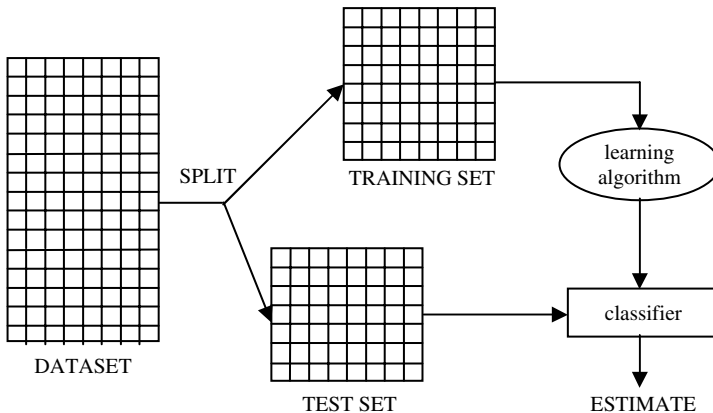 SPLIT
TRAINING SET
learning
algorithm
classifier
DATASET
TEST SET
ESTIMATE